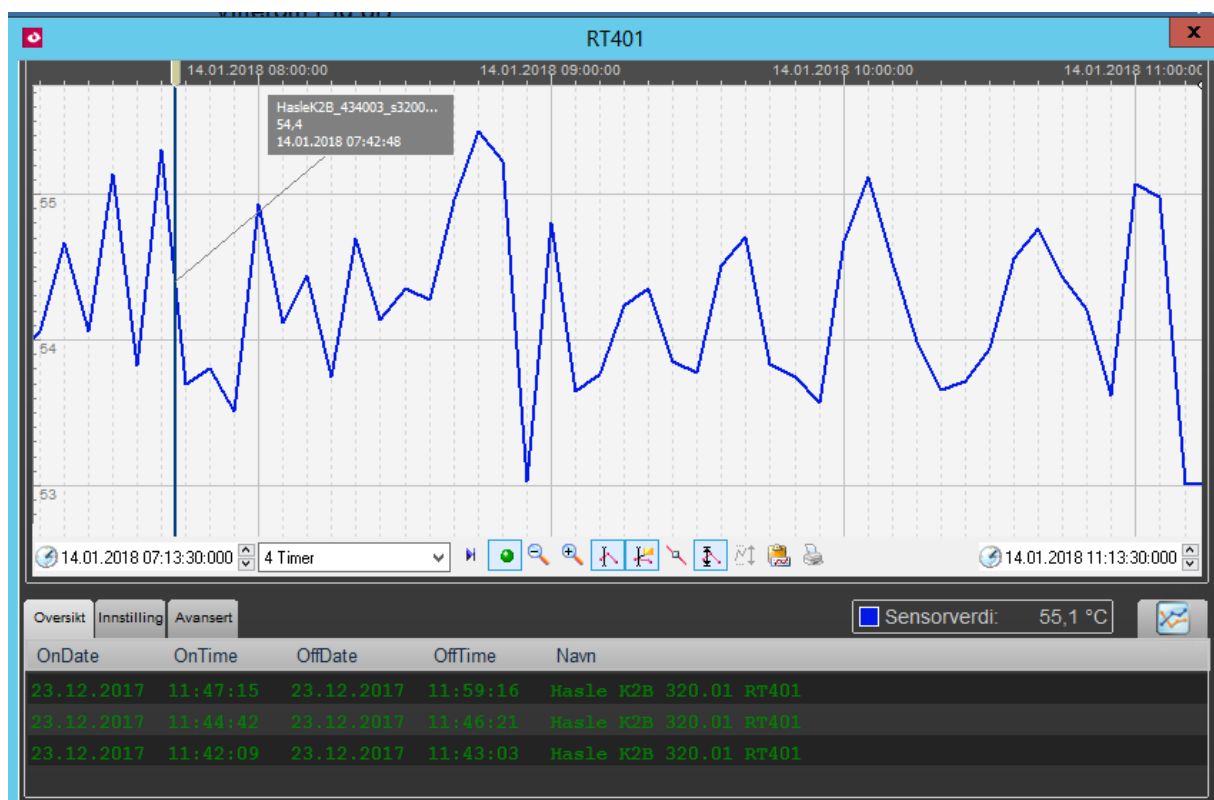 RT401
x
14.01.2018 08:00:00 14.01.2018 09:00:00 14.01.2018 10:00:00 14.01.2018 11:00:00
HasleK2B_434003_s3200...
54,4
14.01.2018 07:42:48
55
54
53
14.01.2018 07:13:30:000 4 Timer 14.01.2018 11:13:30:000
Oversikt Innstilling Avansert Sensorverdi: 55,1 °C
OnDate OnTime OffDate OffTime Navn
23.12.2017 11:47:15 23.12.2017 11:59:16 Hasle K2B 320.01 RT401
23.12.2017 11:44:42 23.12.2017 11:46:21 Hasle K2B 320.01 RT401
23.12.2017 11:42:09 23.12.2017 11:43:03 Hasle K2B 320.01 RT401